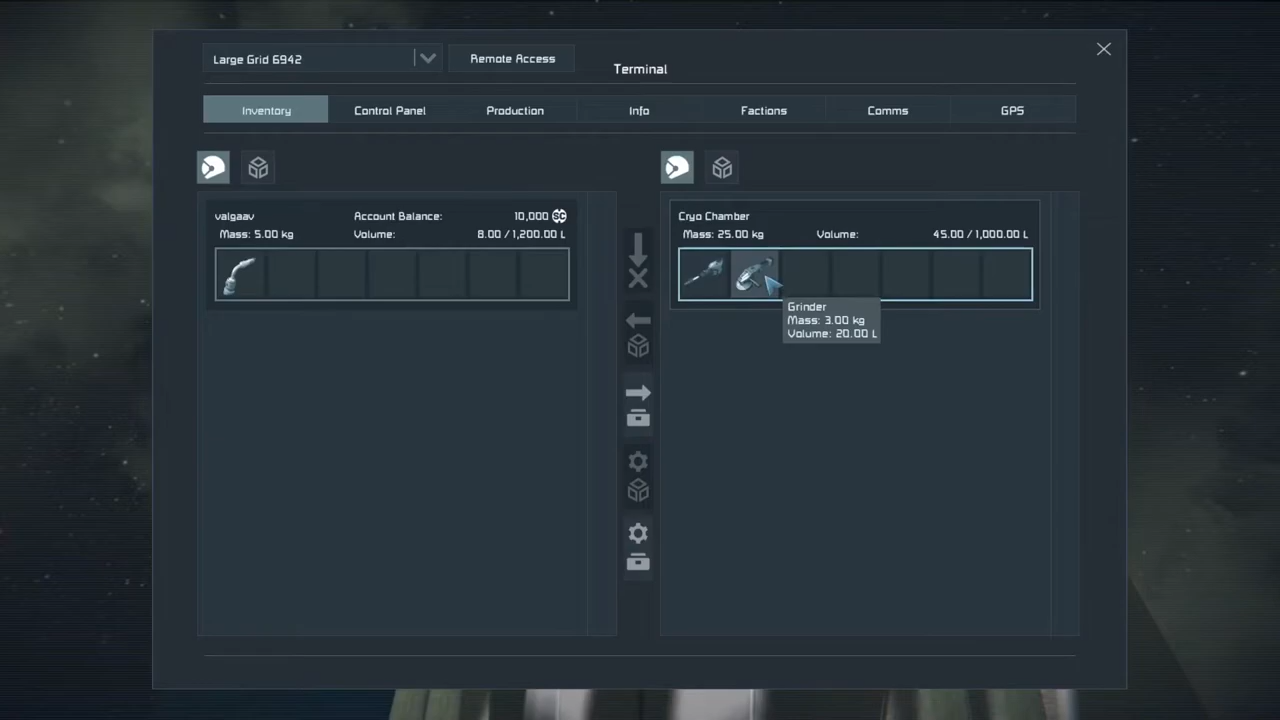 Large Grid 6942
Remote Access
Terminal
Inventory
Control Panel
Production
Info
Factions
Comms
GPS
valgaav
Account Balance:
10,000 SC
Mass: 5.00 kg
Volume:
8.00 / 1,200.00 L
Cryo Chamber
Mass: 25.00 kg
Volume:
45.00 / 1,000.00 L
Grinder
Mass: 3.00 kg
Volume: 20.00 L